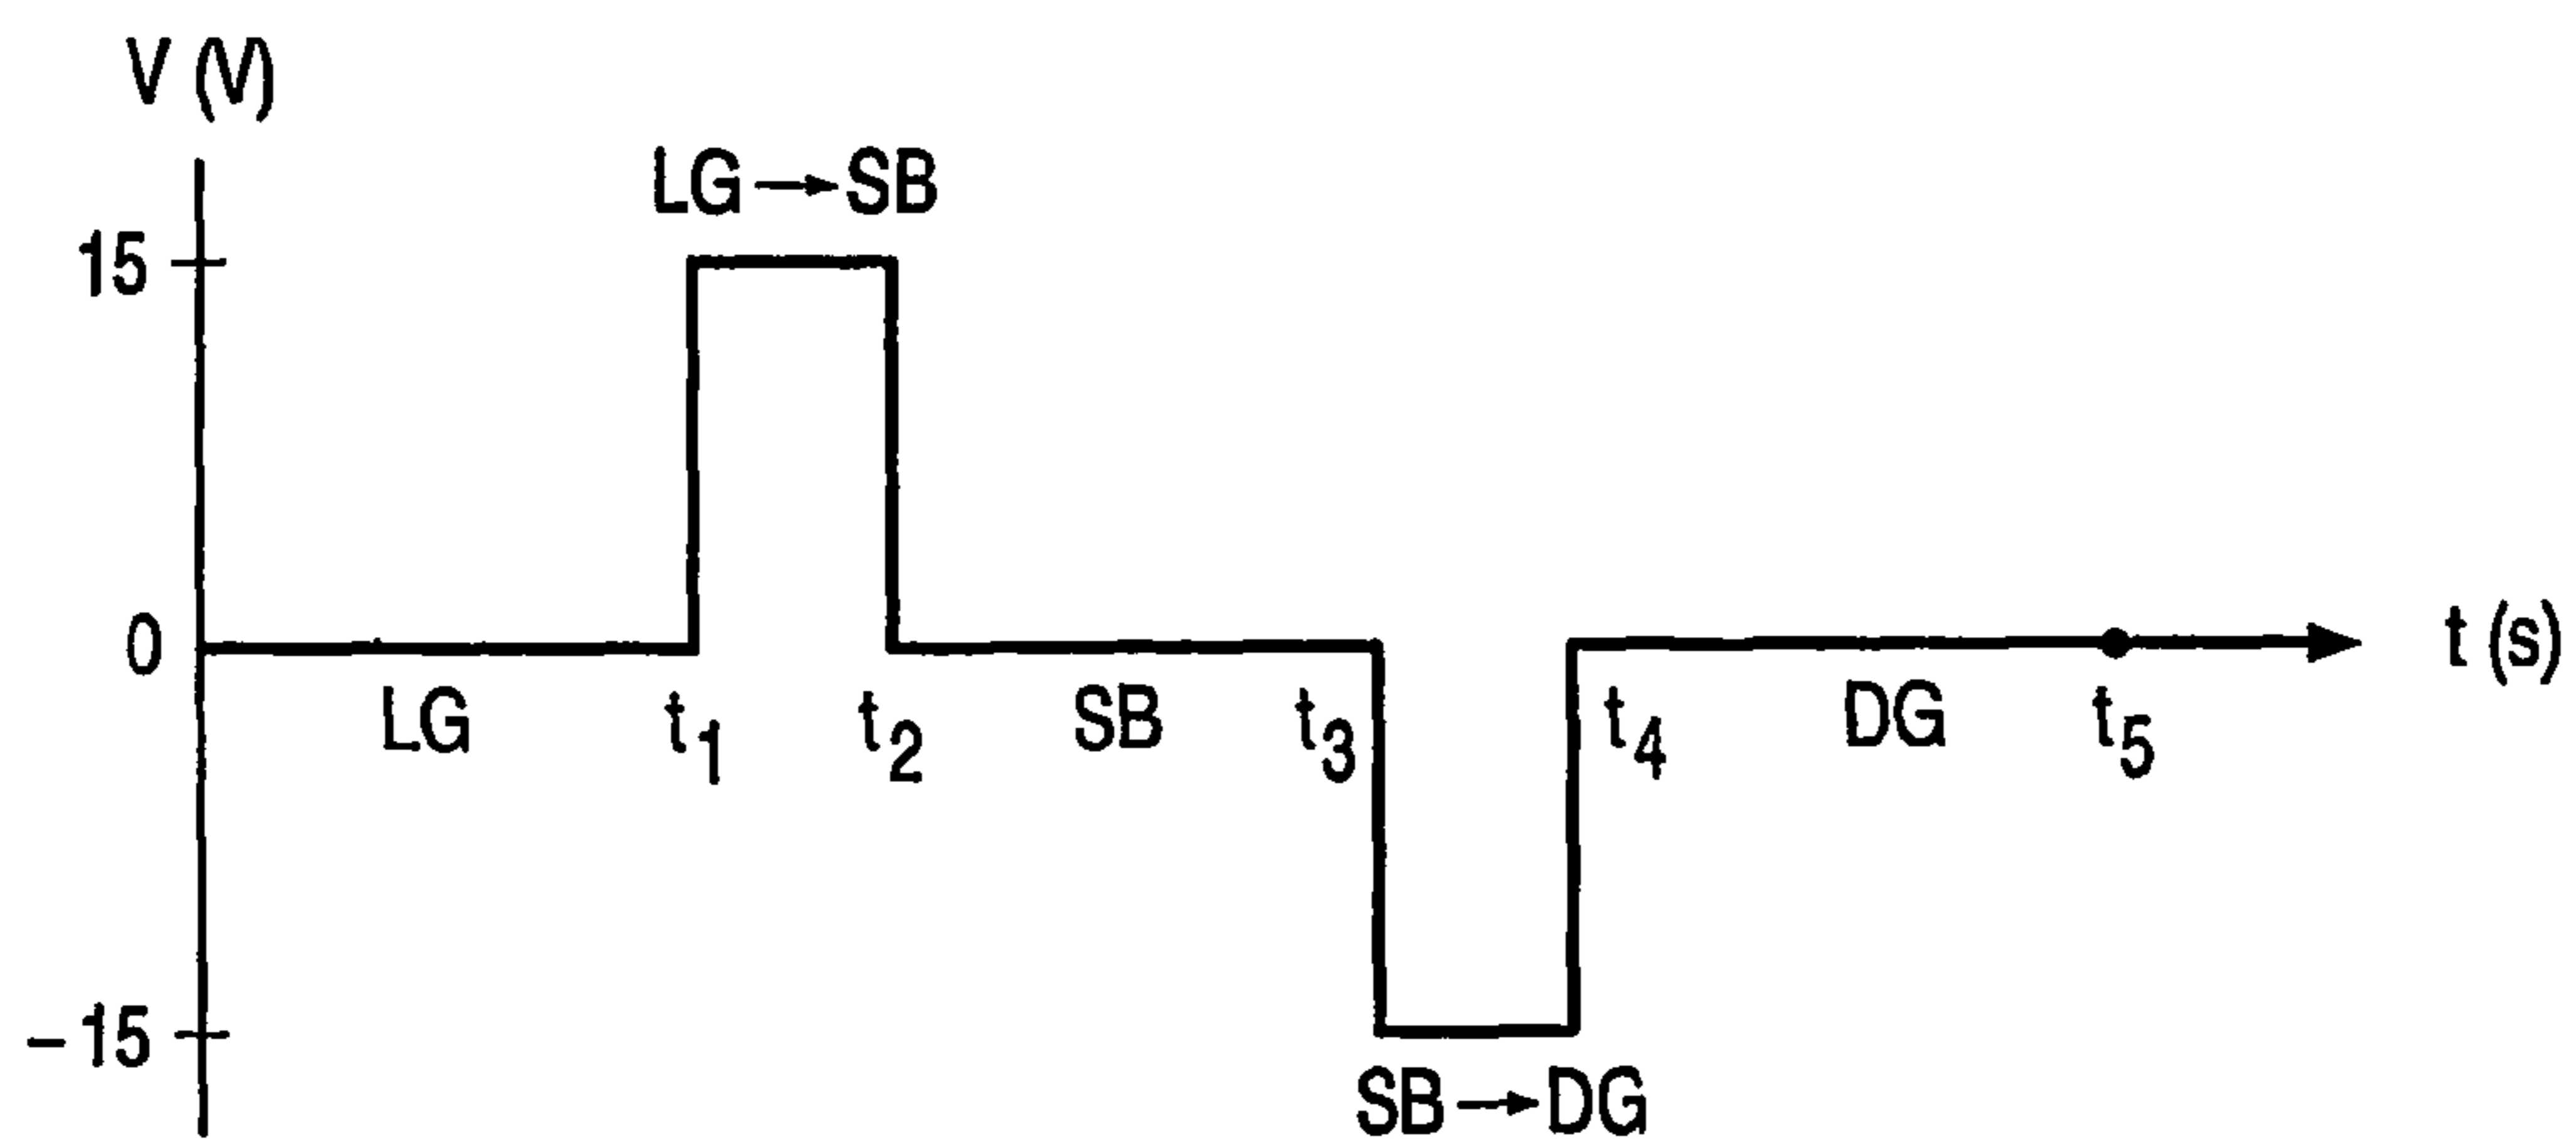 V (V)
LG→SB
15
0
t (s)
LG t1 t2 SB t3 t4 DG t5
−15
SB→DG